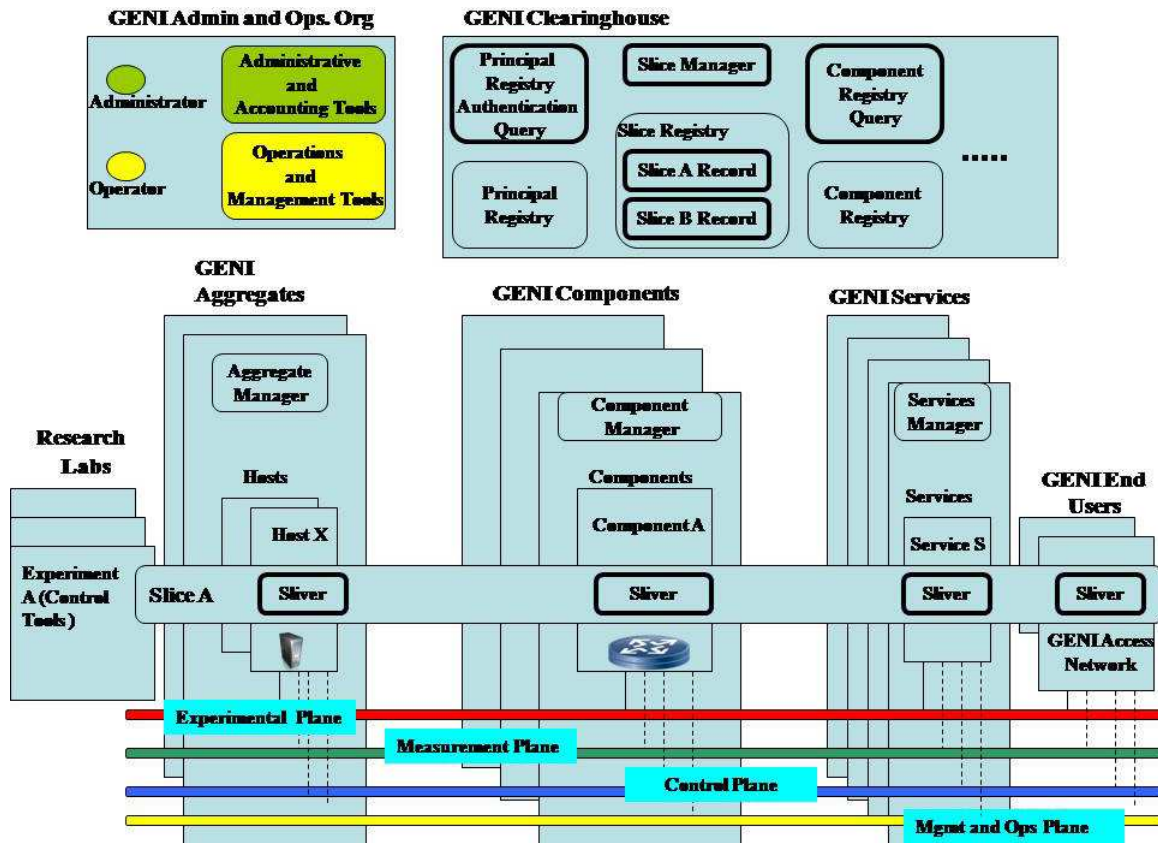 GENI Admin and Ops. Org
Administrator
Administrative
and
Accounting Tools
Operator
Operations
and
Management Tools
GENI Clearinghouse
Principal
Registry
Authentication
Query
Slice Manager
Component
Registry
Query
Slice Registry
Slice A Record
Slice B Record
Principal
Registry
Component
Registry
.....
GENI
Aggregates
GENI Components
GENI Services
Aggregate
Manager
Component
Manager
Services
Manager
Research
Labs
Hosts
Components
Services
GENI End
Users
Host X
Component A
Service S
Experiment
A (Control
Tools )
Slice A
Sliver
Sliver
Sliver
Sliver
GENI Access
Network
Experimental Plane
Measurement Plane
Control Plane
Mgmt and Ops Plane